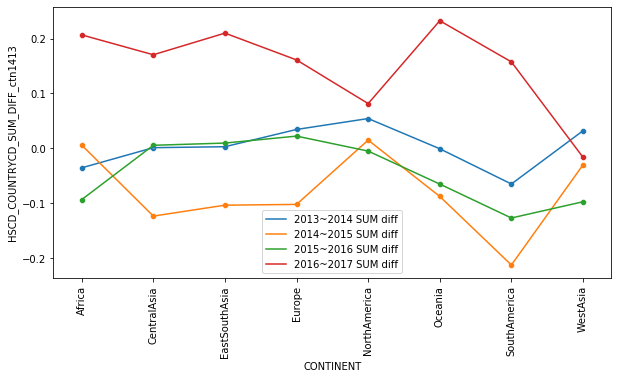 HSCD_COUNTRYCD_SUM_DIFF_ctn1413
0.2
0.1
0.0
−0.1
−0.2
2013~2014 SUM diff
2014~2015 SUM diff
2015~2016 SUM diff
2016~2017 SUM diff
Africa
CentralAsia
EastSouthAsia
Europe
NorthAmerica
Oceania
SouthAmerica
WestAsia
CONTINENT